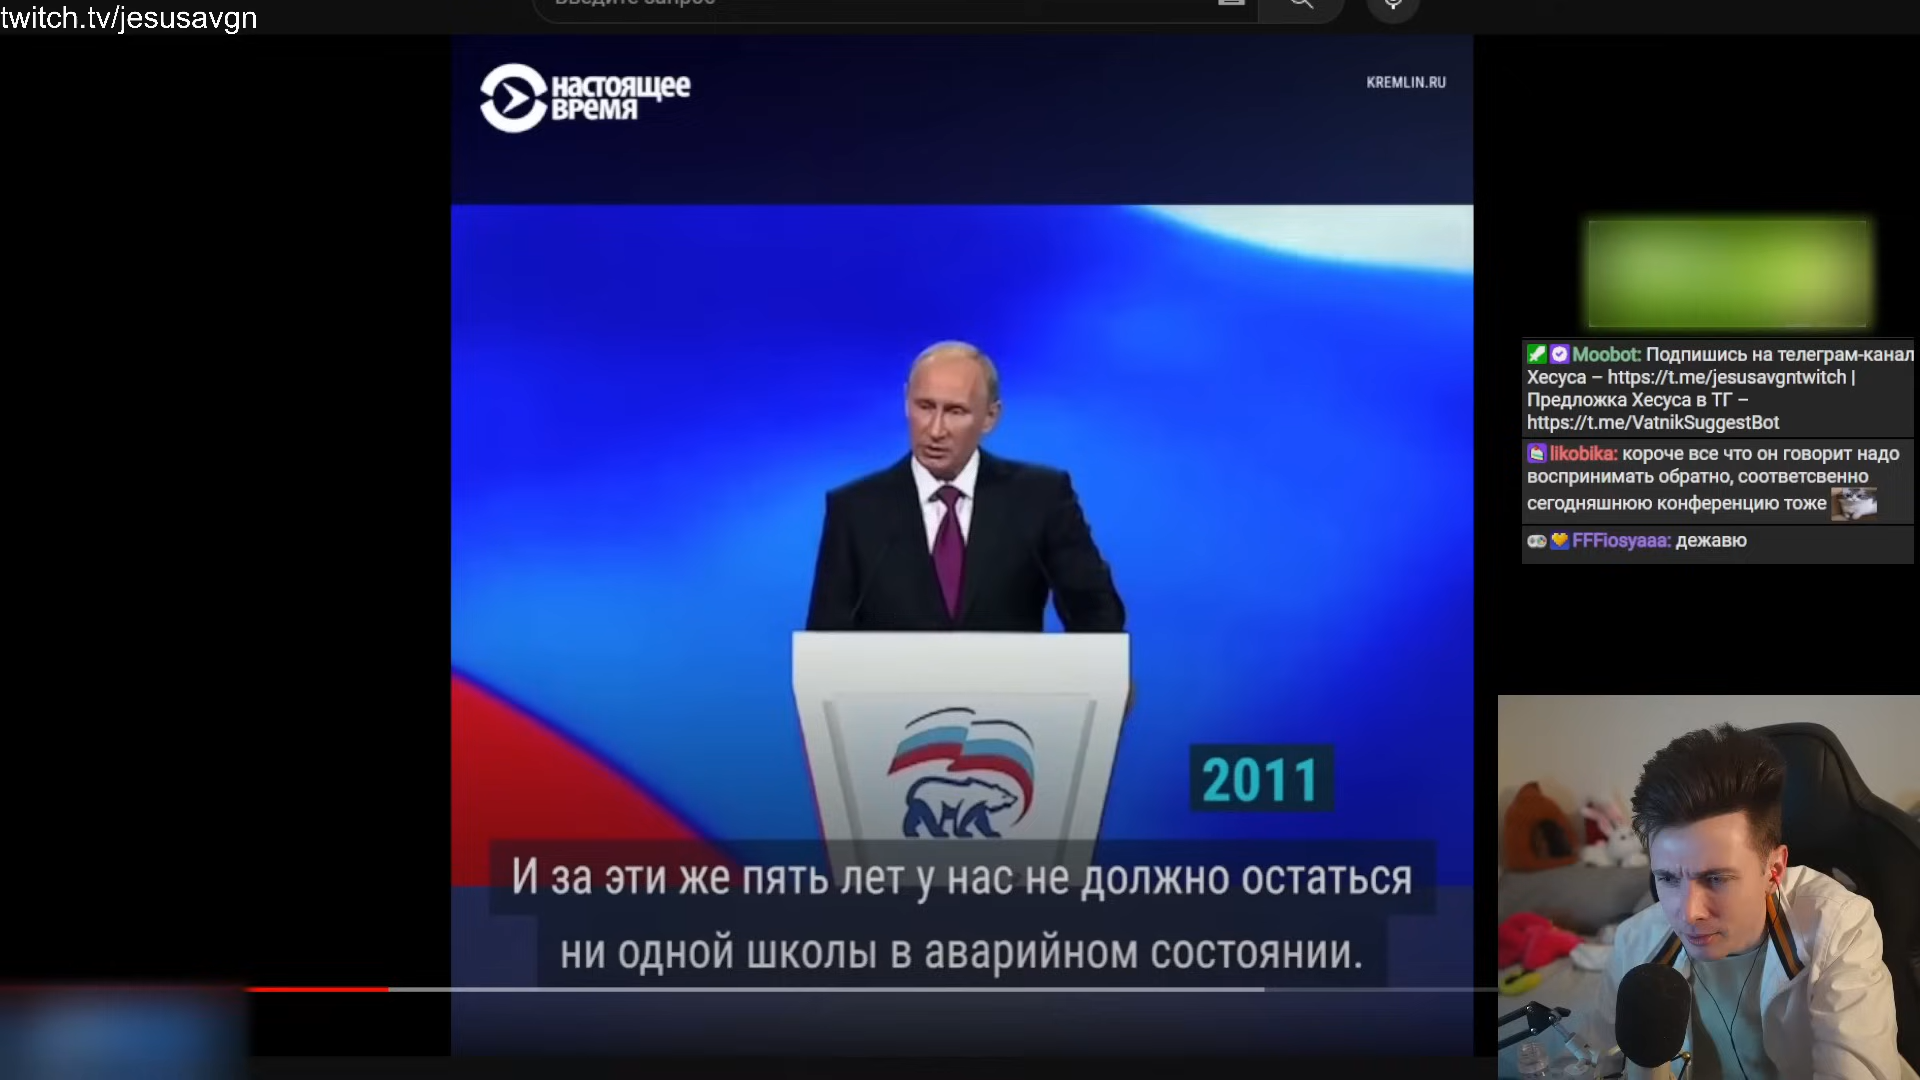 twitch.tv/jesusavgn
Введите запрос
НАСТОЯЩЕЕ
ВРЕМЯ
KREMLIN.RU
Moobot: Подпишись на телеграм-канал
Хесуса – https://t.me/jesusavgntwitch |
Предложка Хесуса в ТГ –
https://t.me/VatnikSuggestBot
likobika: короче все что он говорит надо
воспринимать обратно, соответсвенно
сегодняшнюю конференцию тоже
FFFiosyaaa: дежавю
2011
И за эти же пять лет у нас не должно остаться
ни одной школы в аварийном состоянии.